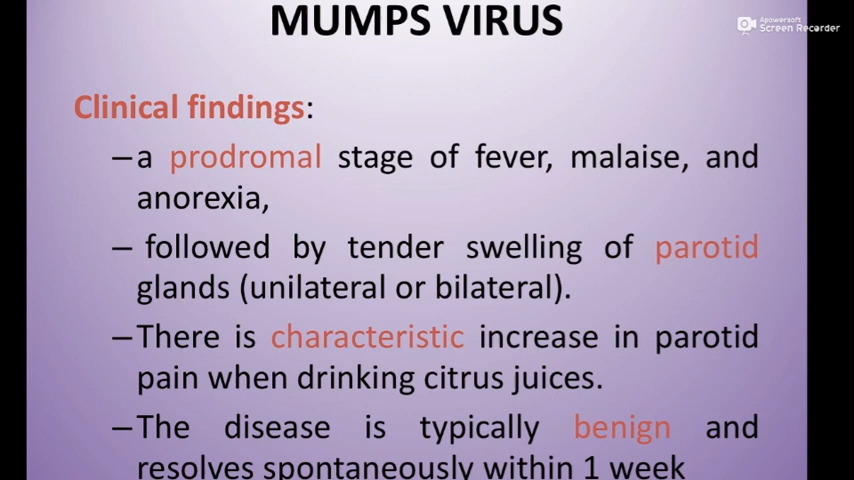 MUMPS VIRUS
Apowersoft
Screen Recorder
Clinical findings:
–a prodromal stage of fever, malaise, and
anorexia,
– followed by tender swelling of parotid
glands (unilateral or bilateral).
–There is characteristic increase in parotid
pain when drinking citrus juices.
–The disease is typically benign and
resolves spontaneously within 1 week